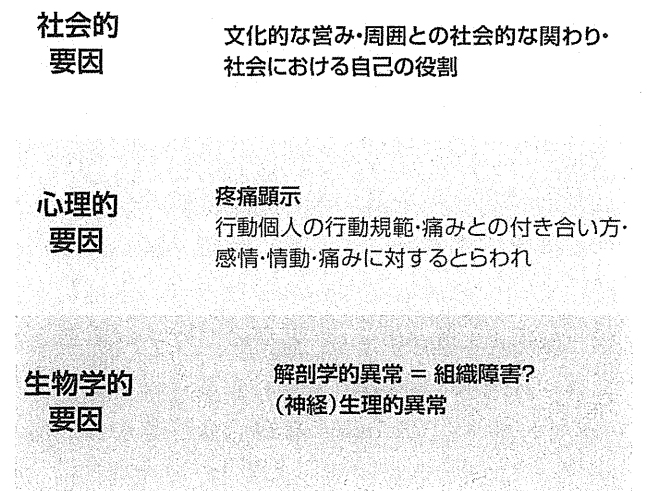 社会的
要因
文化的な営み・周囲との社会的な関わり・
社会における自己の役割
心理的
要因
疼痛顕示
行動個人の行動規範・痛みとの付き合い方・
感情・情動・痛みに対するとらわれ
生物学的
要因
解剖学的異常 = 組織障害?
(神経)生理的異常